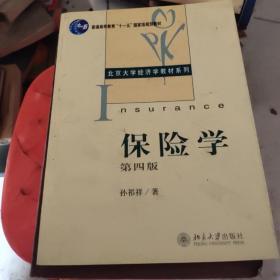 普通高等教育“十一五”国家级规划教材
北京大学经济学教材系列
Insurance
保险学
第四版
孙祁祥/著
北京大学出版社